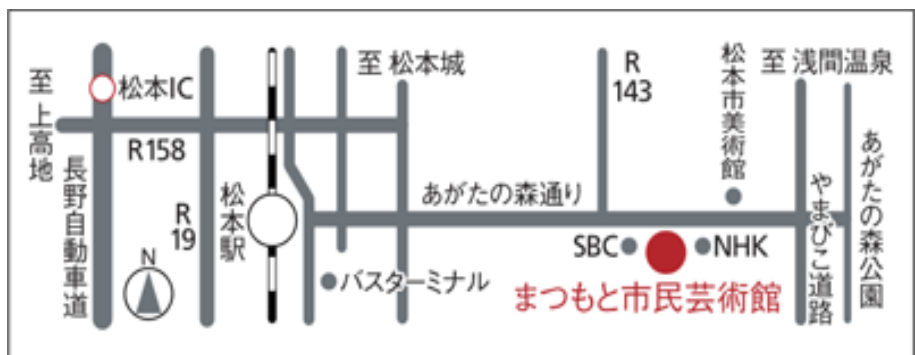 至 上高地
松本IC
R158
長野自動車道
N
R
19
松本駅
至 松本城
バスターミナル
あがたの森通り
R
143
松本市美術館
至 浅間温泉
SBC
NHK
まつもと市民芸術館
やまびこ道路
あがたの森公園